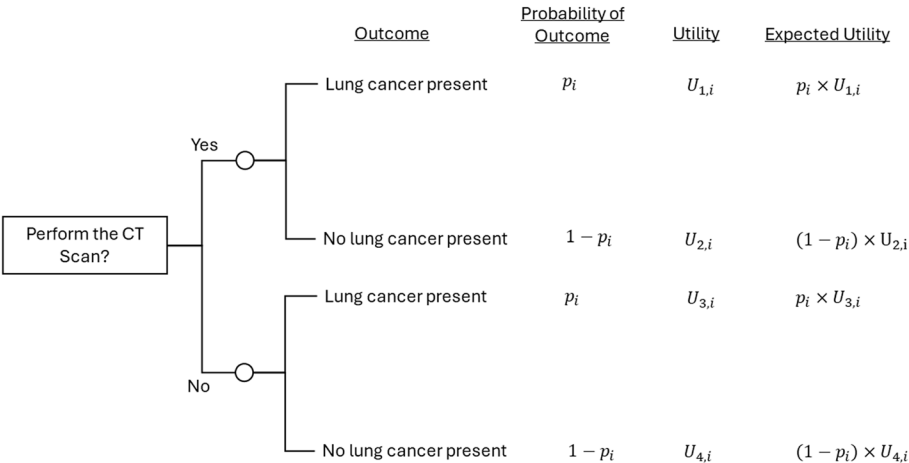 Probability of
Outcome Outcome Utility Expected Utility
Lung cancer present pᵢ U₁,ᵢ pᵢ × U₁,ᵢ
Yes
No lung cancer present 1 − pᵢ U₂,ᵢ (1 − pᵢ) × U₂,ᵢ
Perform the CT
Scan?
Lung cancer present pᵢ U₃,ᵢ pᵢ × U₃,ᵢ
No
No lung cancer present 1 − pᵢ U₄,ᵢ (1 − pᵢ) × U₄,ᵢ